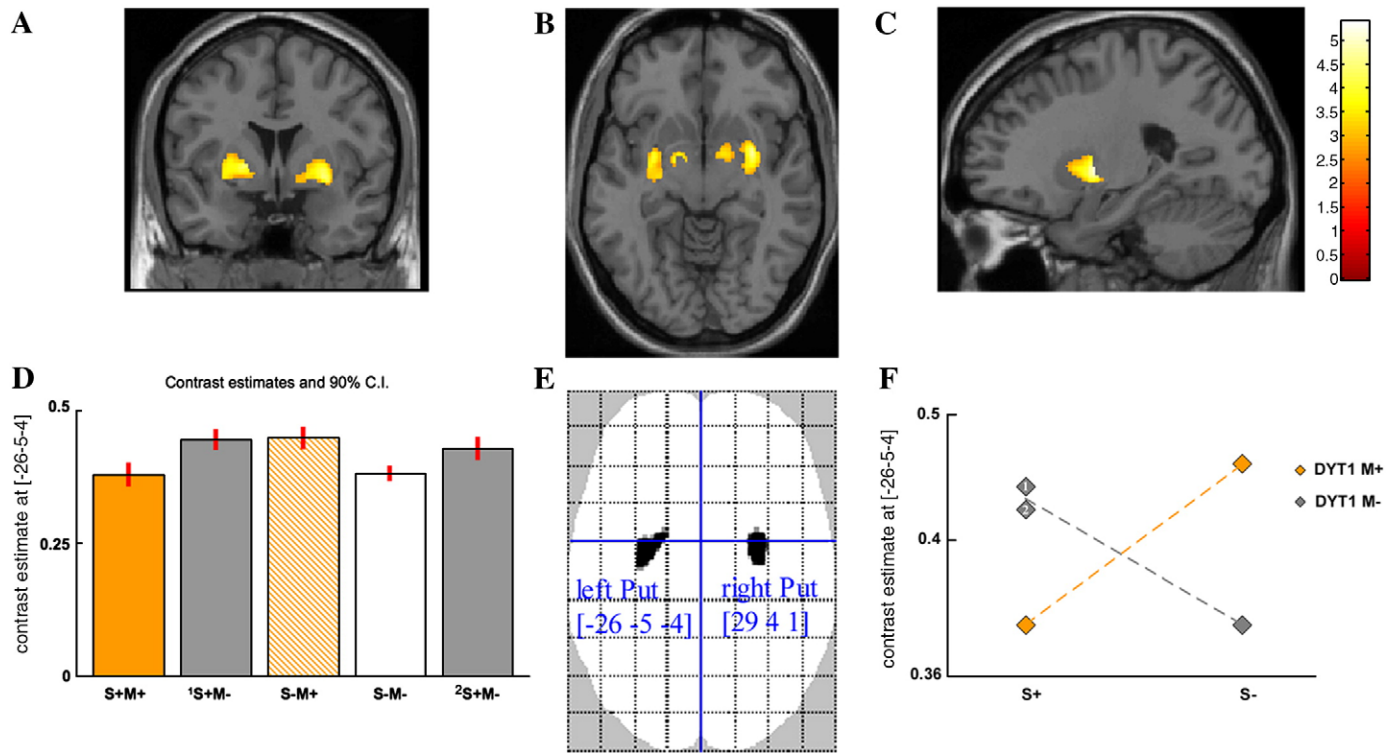 A
B
C
5
4.5
4
3.5
3
2.5
2
1.5
1
0.5
0
D
Contrast estimates and 90% C.I.
contrast estimate at [-26-5-4]
0.5
0.25
0
S+M+
¹S+M-
S-M+
S-M-
²S+M-
E
left Put
[-26 -5 -4]
right Put
[29 4 1]
F
contrast estimate at [-26-5-4]
0.5
0.4
0.36
1
2
S+
S-
DYT1 M+
DYT1 M-